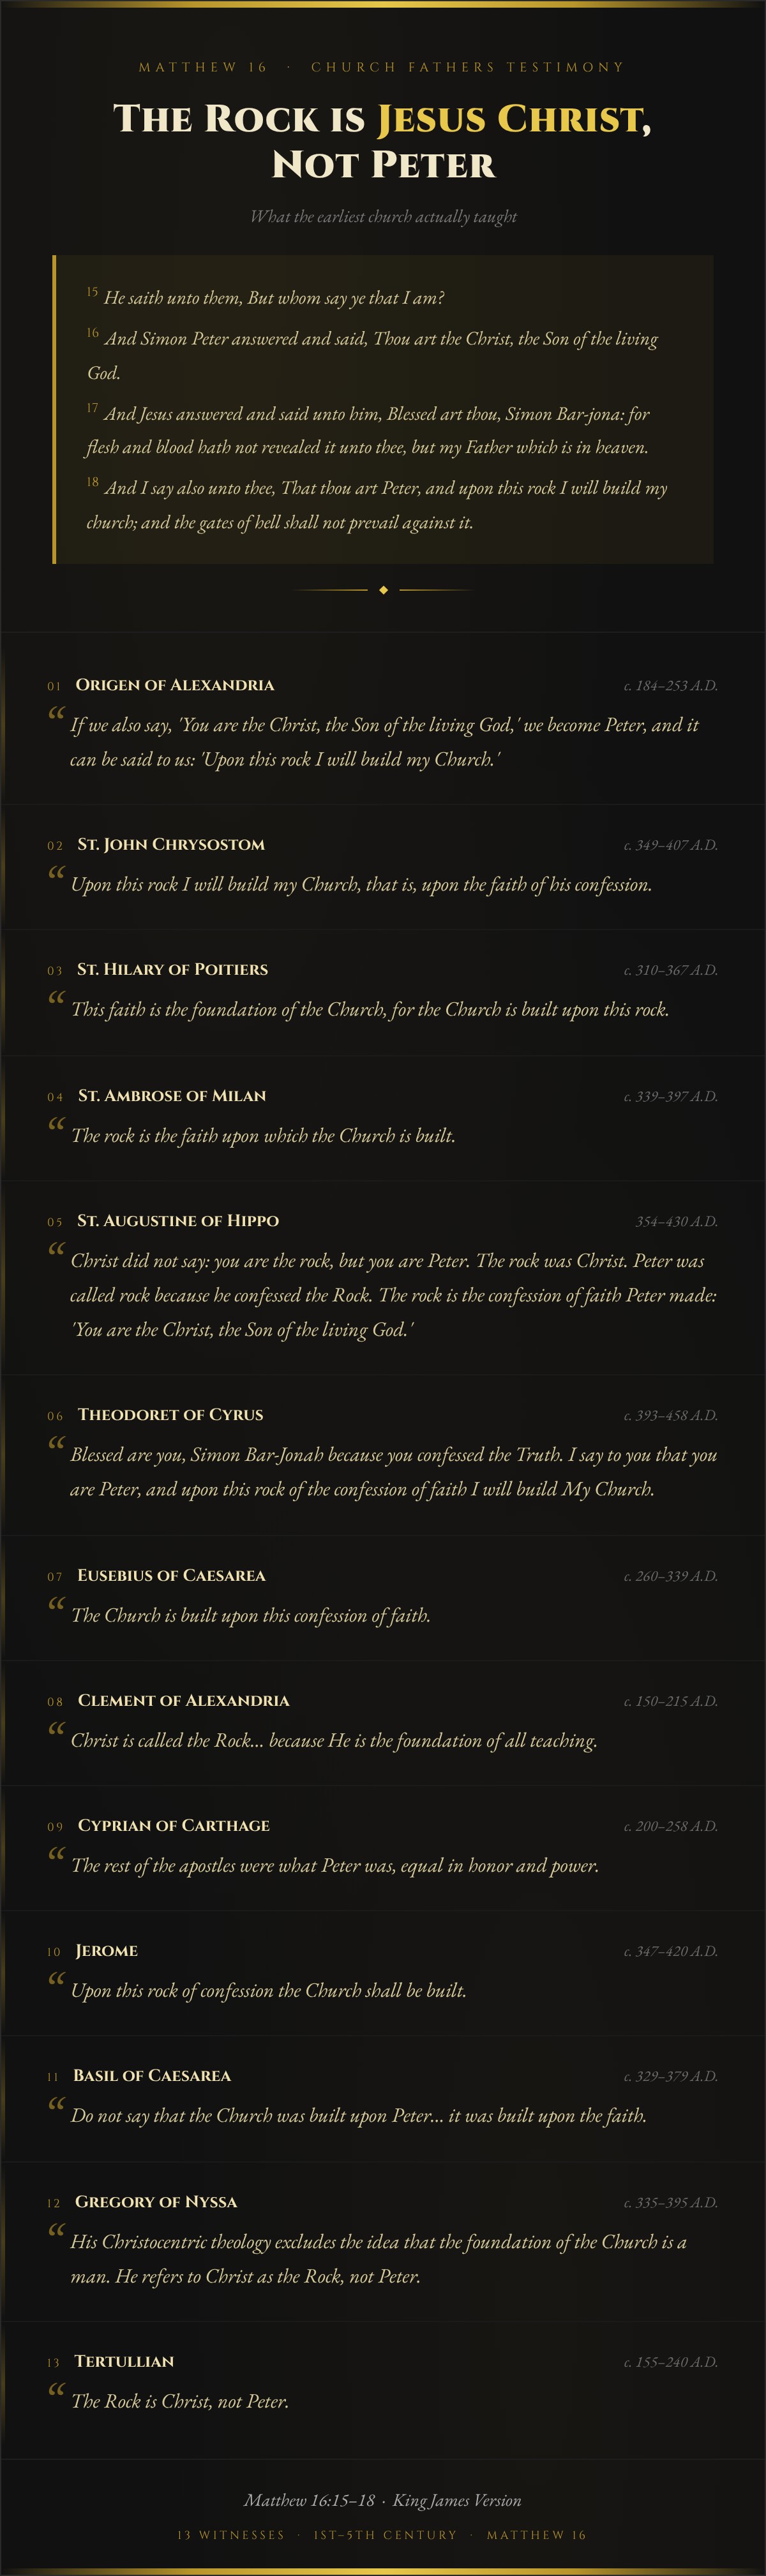 MATTHEW 16 · CHURCH FATHERS TESTIMONY
The Rock is Jesus Christ,
Not Peter
What the earliest church actually taught
15 He saith unto them, But whom say ye that I am?
16 And Simon Peter answered and said, Thou art the Christ, the Son of the living
God.
17 And Jesus answered and said unto him, Blessed art thou, Simon Bar-jona: for
flesh and blood hath not revealed it unto thee, but my Father which is in heaven.
18 And I say also unto thee, That thou art Peter, and upon this rock I will build my
church; and the gates of hell shall not prevail against it.
01 Origen of Alexandria c. 184–253 A.D.
“ If we also say, 'You are the Christ, the Son of the living God,' we become Peter, and it
can be said to us: 'Upon this rock I will build my Church.'
02 St. John Chrysostom c. 349–407 A.D.
“ Upon this rock I will build my Church, that is, upon the faith of his confession.
03 St. Hilary of Poitiers c. 310–367 A.D.
“ This faith is the foundation of the Church, for the Church is built upon this rock.
04 St. Ambrose of Milan c. 339–397 A.D.
“ The rock is the faith upon which the Church is built.
05 St. Augustine of Hippo 354–430 A.D.
“ Christ did not say: you are the rock, but you are Peter. The rock was Christ. Peter was
called rock because he confessed the Rock. The rock is the confession of faith Peter made:
'You are the Christ, the Son of the living God.'
06 Theodoret of Cyrus c. 393–458 A.D.
“ Blessed are you, Simon Bar-Jonah because you confessed the Truth. I say to you that you
are Peter, and upon this rock of the confession of faith I will build My Church.
07 Eusebius of Caesarea c. 260–339 A.D.
“ The Church is built upon this confession of faith.
08 Clement of Alexandria c. 150–215 A.D.
“ Christ is called the Rock... because He is the foundation of all teaching.
09 Cyprian of Carthage c. 200–258 A.D.
“ The rest of the apostles were what Peter was, equal in honor and power.
10 Jerome c. 347–420 A.D.
“ Upon this rock of confession the Church shall be built.
11 Basil of Caesarea c. 329–379 A.D.
“ Do not say that the Church was built upon Peter... it was built upon the faith.
12 Gregory of Nyssa c. 335–395 A.D.
“ His Christocentric theology excludes the idea that the foundation of the Church is a
man. He refers to Christ as the Rock, not Peter.
13 Tertullian c. 155–240 A.D.
“ The Rock is Christ, not Peter.
Matthew 16:15–18 · King James Version
13 WITNESSES · 1ST–5TH CENTURY · MATTHEW 16